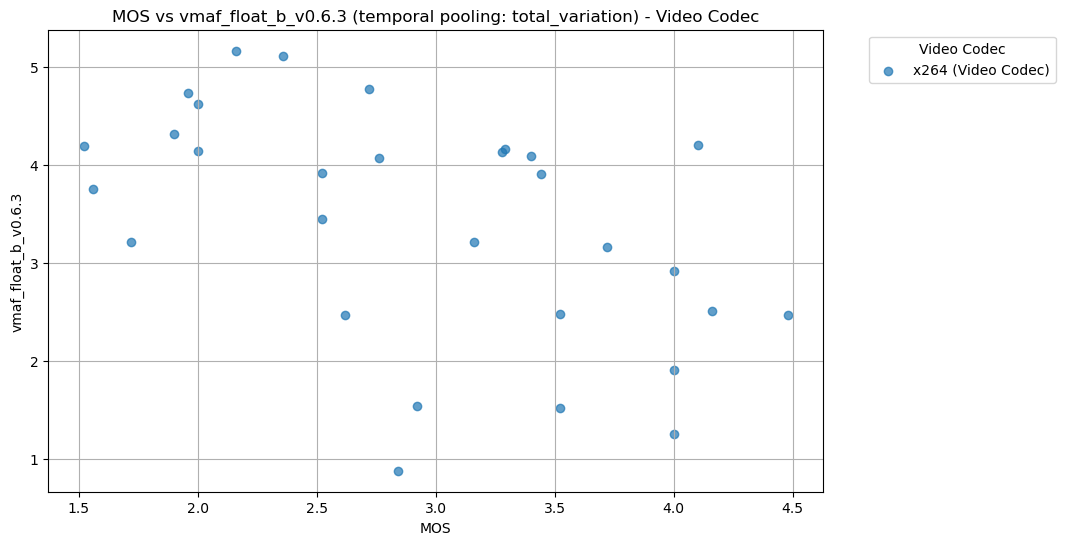 MOS vs vmaf_float_b_v0.6.3 (temporal pooling: total_variation) - Video Codec
Video Codec
x264 (Video Codec)
vmaf_float_b_v0.6.3
5
4
3
2
1
1.5 2.0 2.5 3.0 3.5 4.0 4.5
MOS